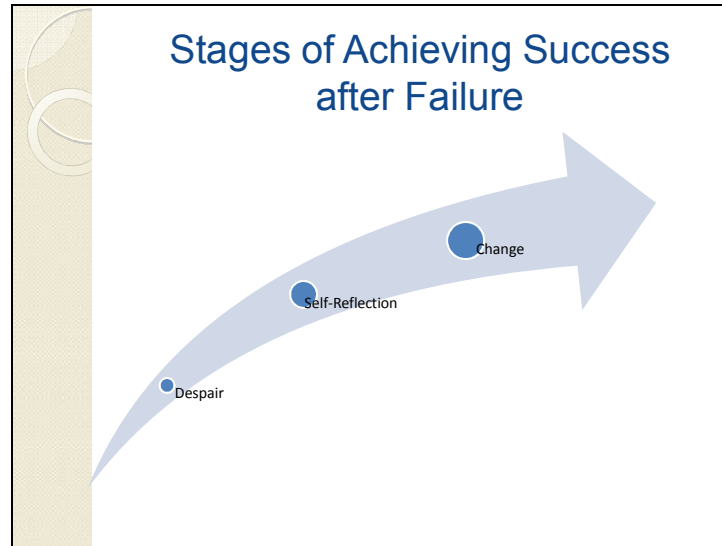 Stages of Achieving Success
after Failure
Change
Self-Reflection
Despair